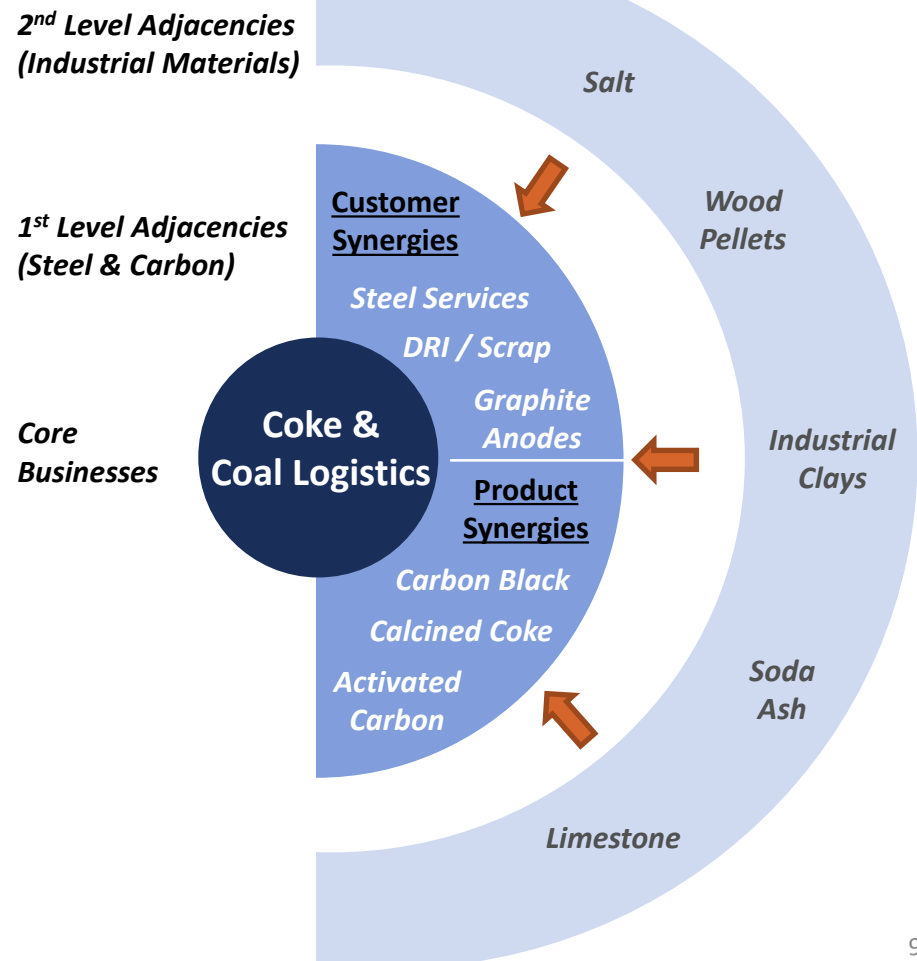 2nd Level Adjacencies
(Industrial Materials)
Salt
Wood
Pellets
1st Level Adjacencies
(Steel & Carbon)
Customer
Synergies
Steel Services
DRI / Scrap
Graphite
Anodes
Core
Businesses
Coke &
Coal Logistics
Industrial
Clays
Product
Synergies
Carbon Black
Calcined Coke
Activated
Carbon
Soda
Ash
Limestone
9